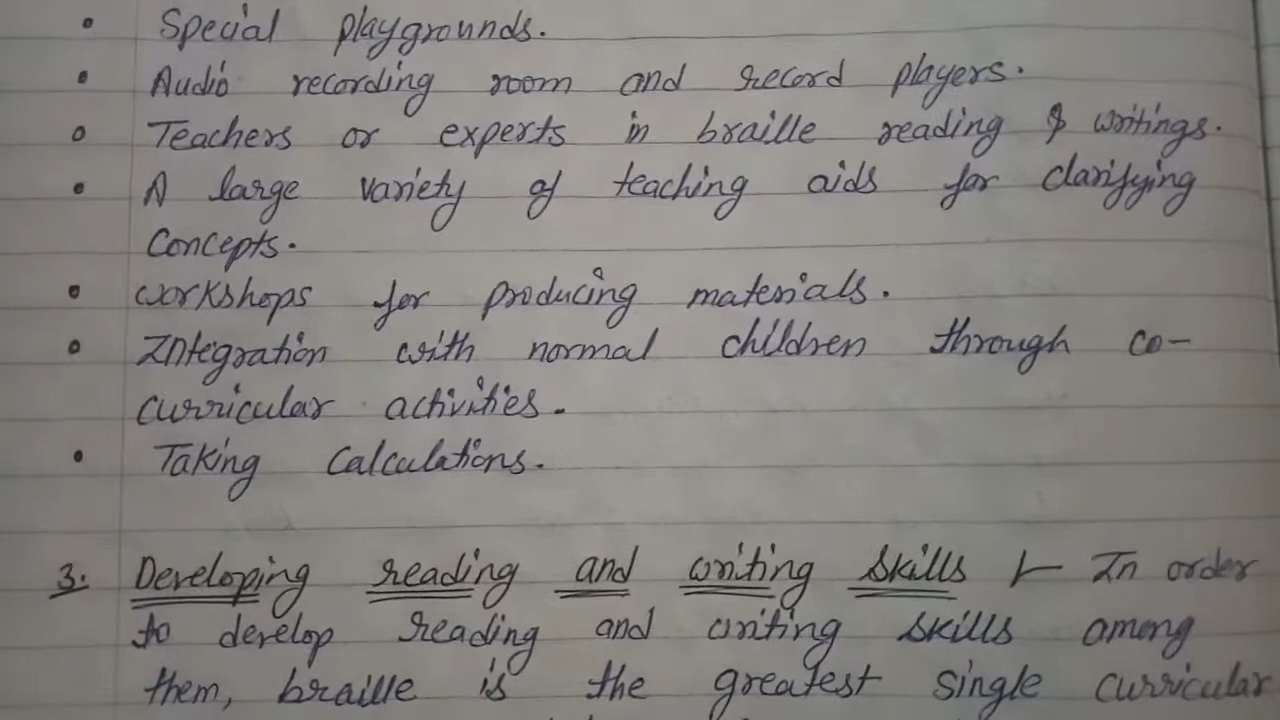 • Special playgrounds.
• Audio recording room and record players.
• Teachers or experts in braille reading & writings.
• A large variety of teaching aids for clarifying
concepts.
• workshops for producing materials.
• Integration with normal children through co-
curricular activities.
• Taking Calculations.
3. Developing reading and writing skills :- In order
to develop reading and writing skills among
them, braille is the greatest single curricular